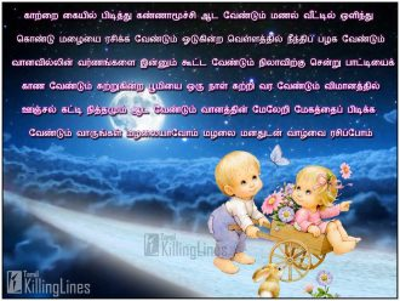 காற்றை கையில் பிடித்து கண்ணாமூச்சி ஆட வேண்டும் மணல் வீட்டில் ஒளிந்து
கொண்டு மழையை ரசிக்க வேண்டும் ஓடுகின்ற வெள்ளத்தில் நீந்திப் பழக வேண்டும்
வானவில்லின் வர்ணங்களை இன்னும் கூட்ட வேண்டும் நிலாவிற்கு சென்று பாட்டியைக்
காண வேண்டும் சுற்றுகின்ற பூமியை ஒரு நாள் சுற்றி வர வேண்டும் விமானத்தில்
ஊஞ்சல் கட்டி நித்தமும் ஆட வேண்டும் வானத்தின் மேலேறி மேகத்தைப் பிடிக்க
வேண்டும் வாருங்கள் மழலையாவோம் மழலை மனதுடன் வாழ்வை ரசிப்போம்
Tamil
KillingLines
Tamil
KillingLines